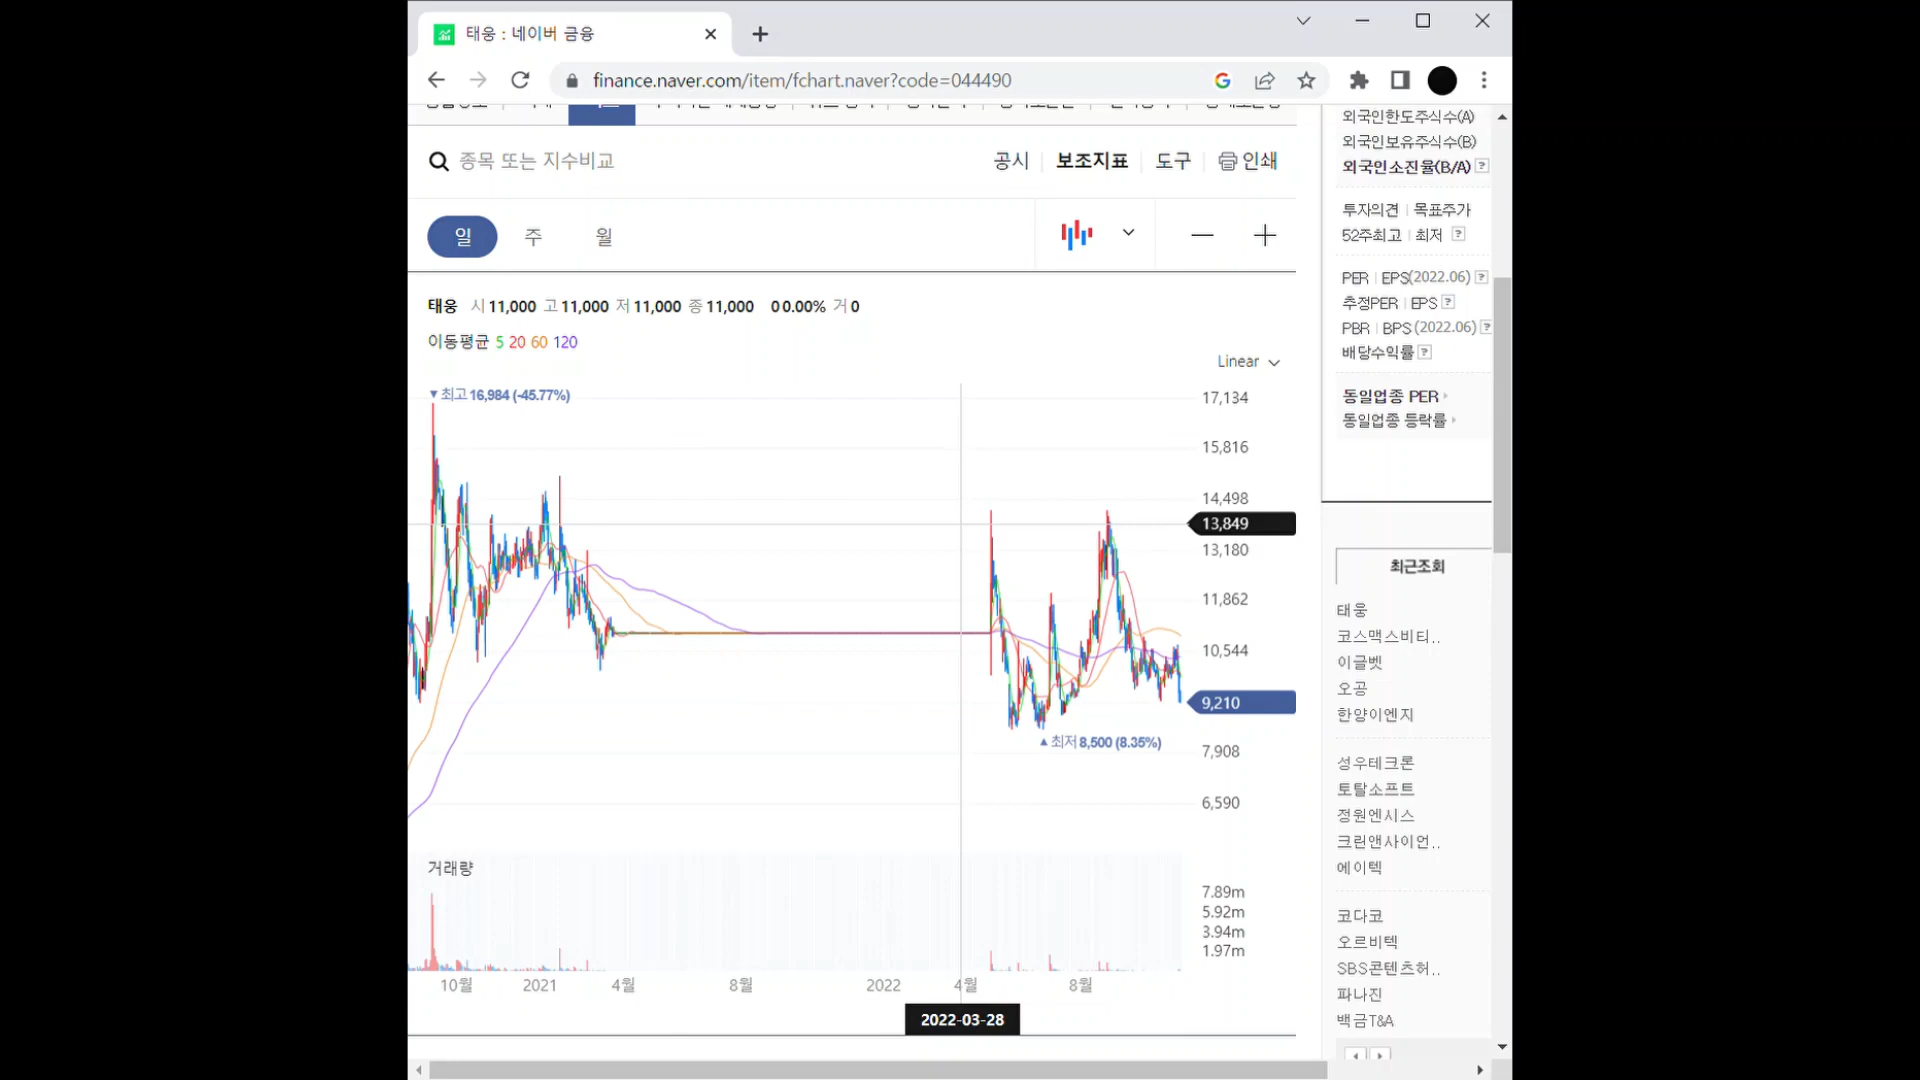 태웅 : 네이버 금융
finance.naver.com/item/fchart.naver?code=044490
종목 또는 지수비교
공시 보조지표 도구 인쇄
일 주 월
태웅 시 11,000 고 11,000 저 11,000 종 11,000 0 0.00% 거 0
이동평균 5 20 60 120
Linear
▼최고 16,984 (-45.77%)
17,134
15,816
14,498
13,849
13,180
11,862
10,544
9,210
▲최저 8,500 (8.35%)
7,908
6,590
거래량
7.89m
5.92m
3.94m
1.97m
10월 2021 4월 8월 2022 4월 8월
2022-03-28
외국인한도주식수(A)
외국인보유주식수(B)
외국인소진율(B/A) ?
투자의견 | 목표주가
52주최고 | 최저 ?
PER | EPS(2022.06) ?
추정PER | EPS ?
PBR | BPS (2022.06) ?
배당수익률 ?
동일업종 PER
동일업종 등락률
최근조회
태웅
코스맥스비티..
이글벳
오공
한양이엔지
성우테크론
토탈소프트
정원엔시스
크린앤사이언..
에이텍
코다코
오르비텍
SBS콘텐츠허..
파나진
백금T&A